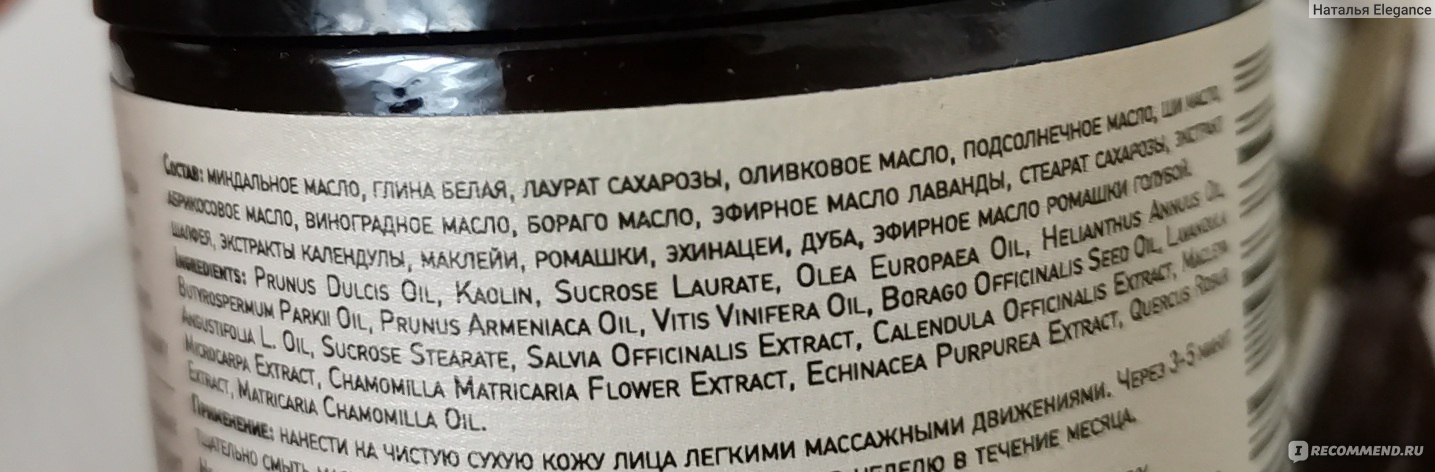 Наталья Elegance
Состав: миндальное масло, глина белая, лаурат сахарозы, оливковое масло, подсолнечное масло, ши масло,
абрикосовое масло, виноградное масло, бораго масло, эфирное масло лаванды, стеарат сахарозы, экстракт
шалфея, экстракты календулы, маклейи, ромашки, эхинацеи, дуба, эфирное масло ромашки голубой.
Ingredients: Prunus Dulcis Oil, Kaolin, Sucrose Laurate, Olea Europaea Oil, Helianthus Annuus Oil,
Butyrospermum Parkii Oil, Prunus Armeniaca Oil, Vitis Vinifera Oil, Borago Officinalis Seed Oil, Lavandula
Angustifolia L. Oil, Sucrose Stearate, Salvia Officinalis Extract, Calendula Officinalis Extract, Macleya
Microcarpa Extract, Chamomilla Matricaria Flower Extract, Echinacea Purpurea Extract, Quercus Robur
Extract, Matricaria Chamomilla Oil.
Применение: нанести на чистую сухую кожу лица легкими массажными движениями. Через 3-5 минут
тщательно смыть неделю в течение месяца.
I RECOMMEND.RU